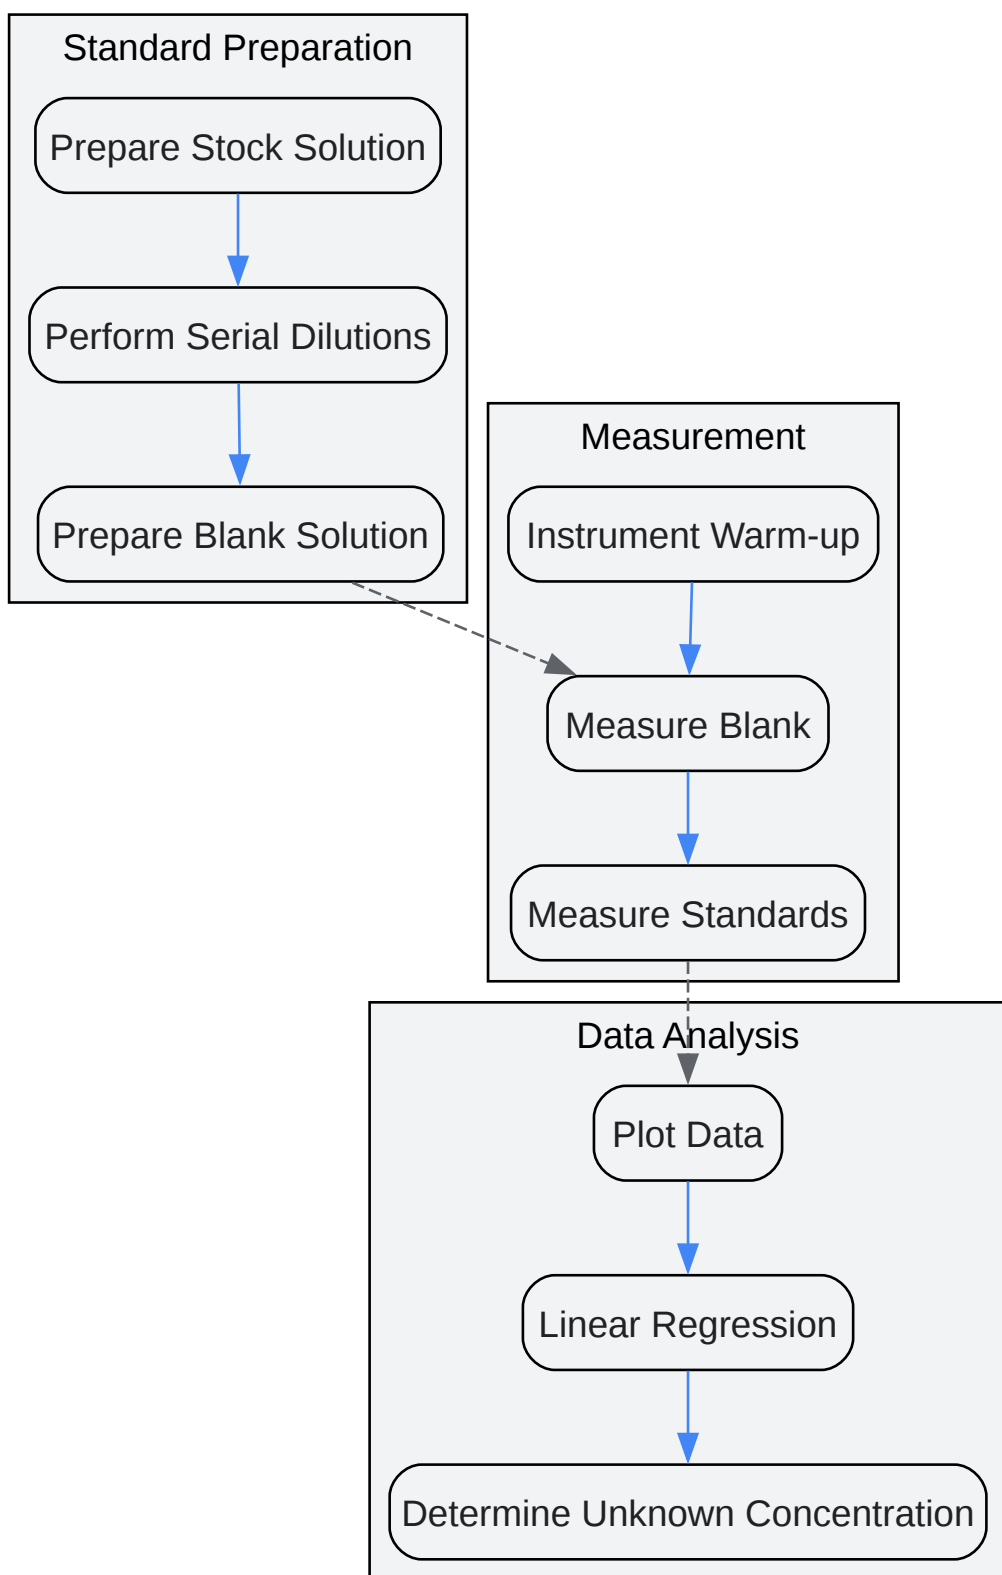 Standard Preparation
Prepare Stock Solution
Perform Serial Dilutions
Prepare Blank Solution
Measurement
Instrument Warm-up
Measure Blank
Measure Standards
Data Analysis
Plot Data
Linear Regression
Determine Unknown Concentration